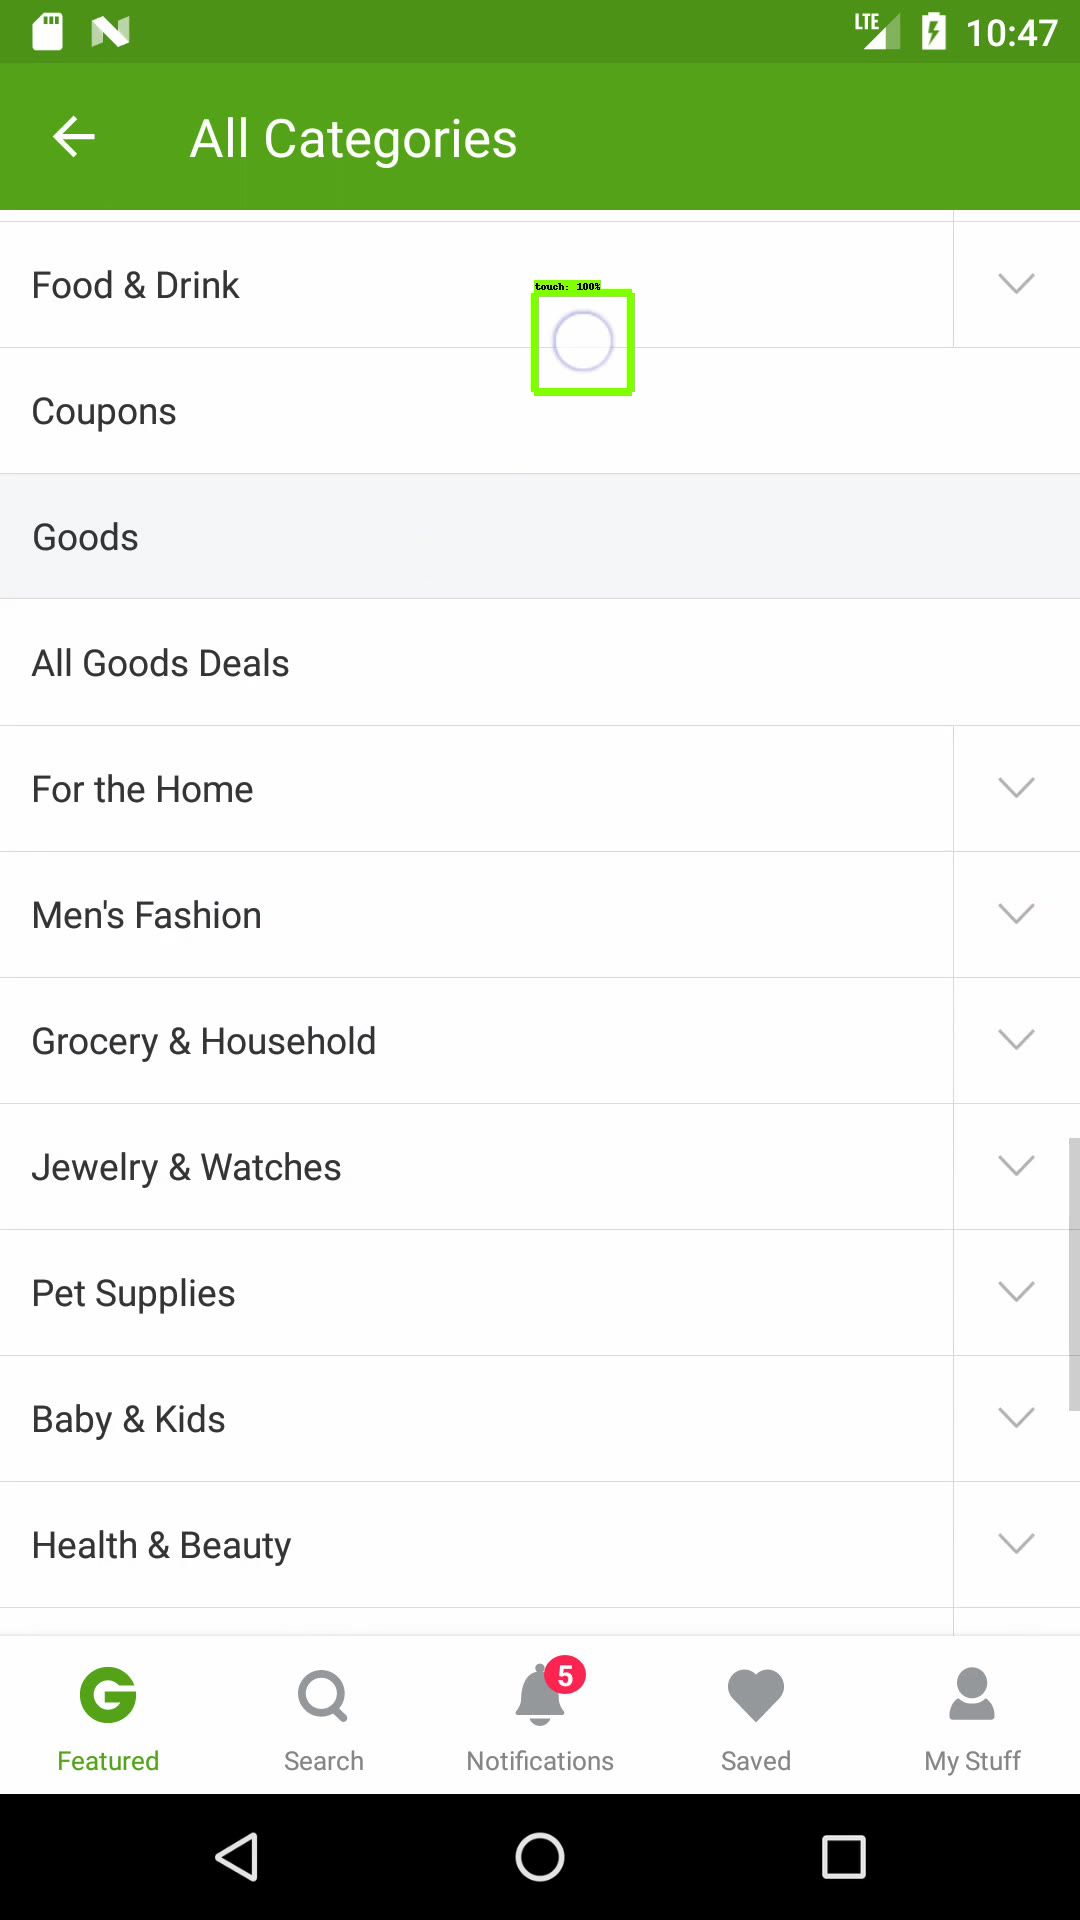 LTE 10:47
All Categories
Food & Drink
touch: 100%
Coupons
Goods
All Goods Deals
For the Home
Men's Fashion
Grocery & Household
Jewelry & Watches
Pet Supplies
Baby & Kids
Health & Beauty
5
Featured Search Notifications Saved My Stuff